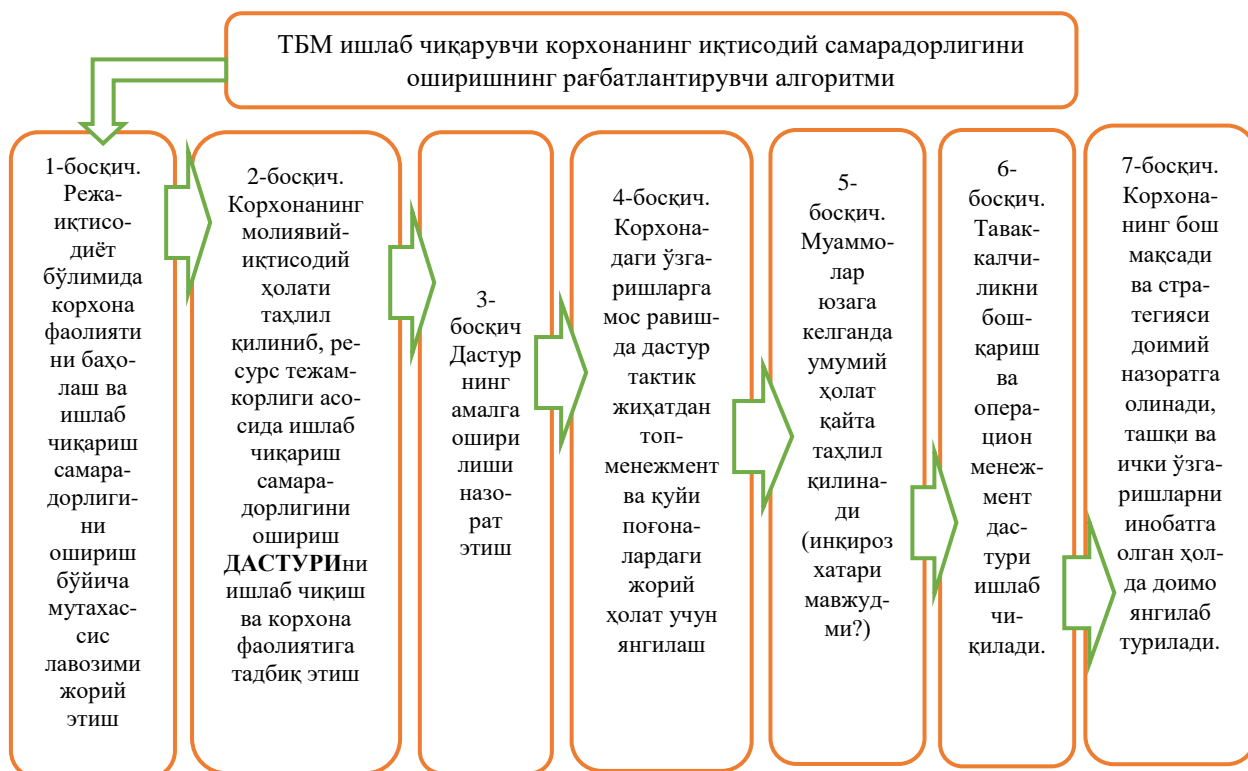 ТБМ ишлаб чиқарувчи корхонанинг иқтисодий самарадорлигини
оширишнинг рағбатлантирувчи алгоритми
1-босқич.
Режа-
иқтисо-
диёт
бўлимида
корхона
фаолияти
ни баҳо-
лаш ва
ишлаб
чиқариш
самара-
дорлиги-
ни
ошириш
бўйича
мутахас-
сис
лавозими
жорий
этиш
2-босқич.
Корхонанинг
молиявий-
иқтисодий
ҳолати
таҳлил
қилиниб, ре-
сурс тежам-
корлиги асо-
сида ишлаб
чиқариш
самара-
дорлигини
ошириш
ДАСТУРИни
ишлаб чиқиш
ва корхона
фаолиятига
тадбиқ этиш
3-
босқич
Дастур
нинг
амалга
ошири
лиши
назо-
рат
этиш
4-босқич.
Корхона-
даги ўзга-
ришларга
мос равиш-
да дастур
тактик
жиҳатдан
топ-
менежмент
ва қуйи
поғона-
лардаги
жорий
ҳолат учун
янгилаш
5-
босқич.
Муаммо-
лар
юзага
келганда
умумий
ҳолат
қайта
таҳлил
қилина-
ди
(инқироз
хатари
мавжуд-
ми?)
6-
босқич.
Тавак-
калчи-
ликни
бош-
қариш
ва
опера-
цион
менеж-
мент
дас-
тури
ишлаб
чи-
қилади.
7-босқич.
Корхона-
нинг бош
мақсади
ва стра-
тегияси
доимий
назоратга
олинади,
ташқи ва
ички ўзга-
ришларни
инобатга
олган ҳол-
да доимо
янгилаб
турилади.